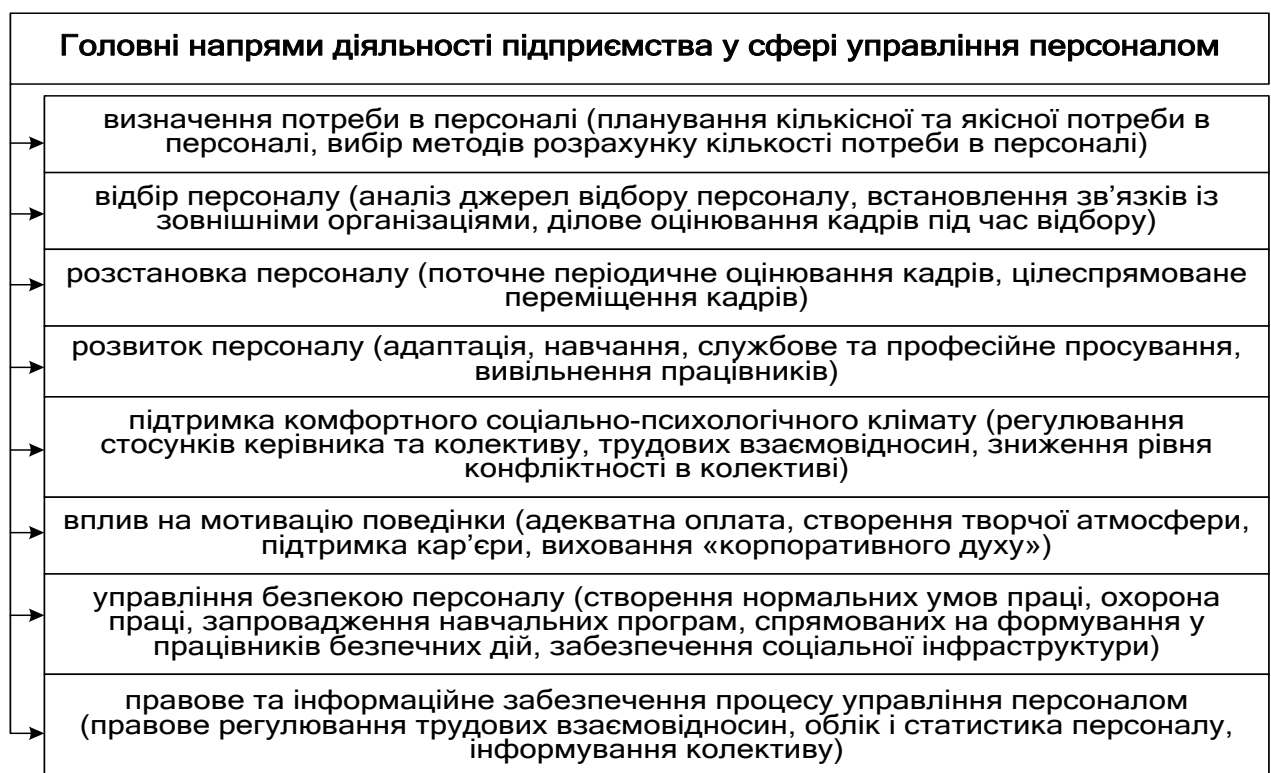 Головні напрями діяльності підприємства у сфері управління персоналом
визначення потреби в персоналі (планування кількісної та якісної потреби в
персоналі, вибір методів розрахунку кількості потреби в персоналі)
відбір персоналу (аналіз джерел відбору персоналу, встановлення зв’язків із
зовнішніми організаціями, ділове оцінювання кадрів під час відбору)
розстановка персоналу (поточне періодичне оцінювання кадрів, цілеспрямоване
переміщення кадрів)
розвиток персоналу (адаптація, навчання, службове та професійне просування,
вивільнення працівників)
підтримка комфортного соціально-психологічного клімату (регулювання
стосунків керівника та колективу, трудових взаємовідносин, зниження рівня
конфліктності в колективі)
вплив на мотивацію поведінки (адекватна оплата, створення творчої атмосфери,
підтримка кар’єри, виховання «корпоративного духу»)
управління безпекою персоналу (створення нормальних умов праці, охорона
праці, запровадження навчальних програм, спрямованих на формування у
працівників безпечних дій, забезпечення соціальної інфраструктури)
правове та інформаційне забезпечення процесу управління персоналом
(правове регулювання трудових взаємовідносин, облік і статистика персоналу,
інформування колективу)